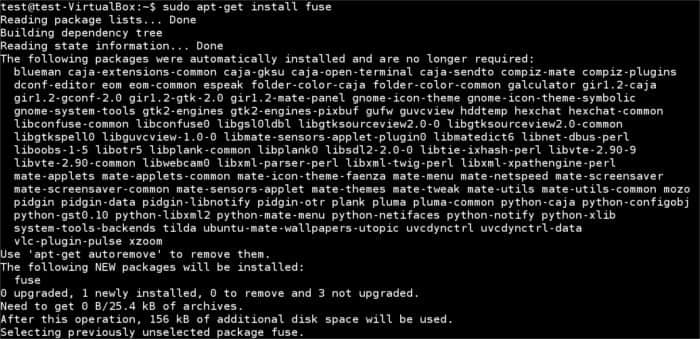 test@test-VirtualBox:~$ sudo apt-get install fuse
Reading package lists... Done
Building dependency tree
Reading state information... Done
The following packages were automatically installed and are no longer required:
blueman caja-extensions-common caja-gksu caja-open-terminal caja-sendto compiz-mate compiz-plugins
dconf-editor eom eom-common espeak folder-color-caja folder-color-common galculator gir1.2-caja
gir1.2-gconf-2.0 gir1.2-gtk-2.0 gir1.2-mate-panel gnome-icon-theme gnome-icon-theme-symbolic
gnome-system-tools gtk2-engines gtk2-engines-pixbuf gufw guvcview hddtemp hexchat hexchat-common
libconfuse-common libconfuse0 libgsl0ldbl libgtksourceview2.0-0 libgtksourceview2.0-common
libgtkspell0 libguvcview-1.0-0 libmate-sensors-applet-plugin0 libmatedict6 libnet-dbus-perl
liboobs-1-5 libotr5 libplank-common libplank0 libsdl2-2.0-0 libtie-ixhash-perl libvte-2.90-9
libvte-2.90-common libwebcam0 libxml-parser-perl libxml-twig-perl libxml-xpathengine-perl
mate-applets mate-applets-common mate-icon-theme-faenza mate-menu mate-netspeed mate-screensaver
mate-screensaver-common mate-sensors-applet mate-themes mate-tweak mate-utils mate-utils-common mozo
pidgin pidgin-data pidgin-libnotify pidgin-otr plank pluma pluma-common python-caja python-configobj
python-gst0.10 python-libxml2 python-mate-menu python-netifaces python-notify python-xlib
system-tools-backends tilda ubuntu-mate-wallpapers-utopic uvcdynctrl uvcdynctrl-data
vlc-plugin-pulse xzoom
Use 'apt-get autoremove' to remove them.
The following NEW packages will be installed:
fuse
0 upgraded, 1 newly installed, 0 to remove and 3 not upgraded.
Need to get 0 B/25.4 kB of archives.
After this operation, 156 kB of additional disk space will be used.
Selecting previously unselected package fuse.